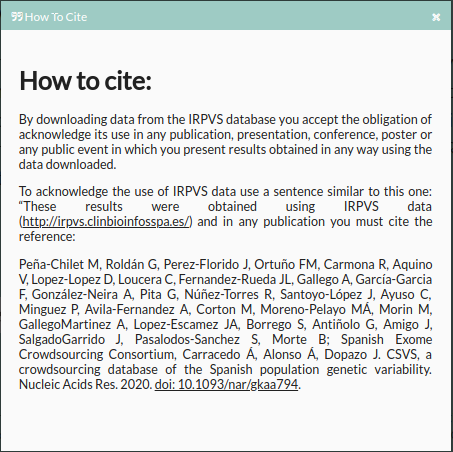 How To Cite
How to cite:
By downloading data from the IRPVS database you accept the obligation of
acknowledge its use in any publication, presentation, conference, poster or
any public event in which you present results obtained in any way using the
data downloaded.
To acknowledge the use of IRPVS data use a sentence similar to this one:
“These results were obtained using IRPVS data
(http://irpvs.clinbioinfosspa.es/) and in any publication you must cite the
reference:
Peña-Chilet M, Roldán G, Perez-Florido J, Ortuño FM, Carmona R, Aquino
V, Lopez-Lopez D, Loucera C, Fernandez-Rueda JL, Gallego A, García-Garcia
F, González-Neira A, Pita G, Núñez-Torres R, Santoyo-López J, Ayuso C,
Minguez P, Avila-Fernandez A, Corton M, Moreno-Pelayo MÁ, Morin M,
GallegoMartinez A, Lopez-Escamez JA, Borrego S, Antiñolo G, Amigo J,
SalgadoGarrido J, Pasalodos-Sanchez S, Morte B; Spanish Exome
Crowdsourcing Consortium, Carracedo Á, Alonso Á, Dopazo J. CSVS, a
crowdsourcing database of the Spanish population genetic variability.
Nucleic Acids Res. 2020. doi: 10.1093/nar/gkaa794.